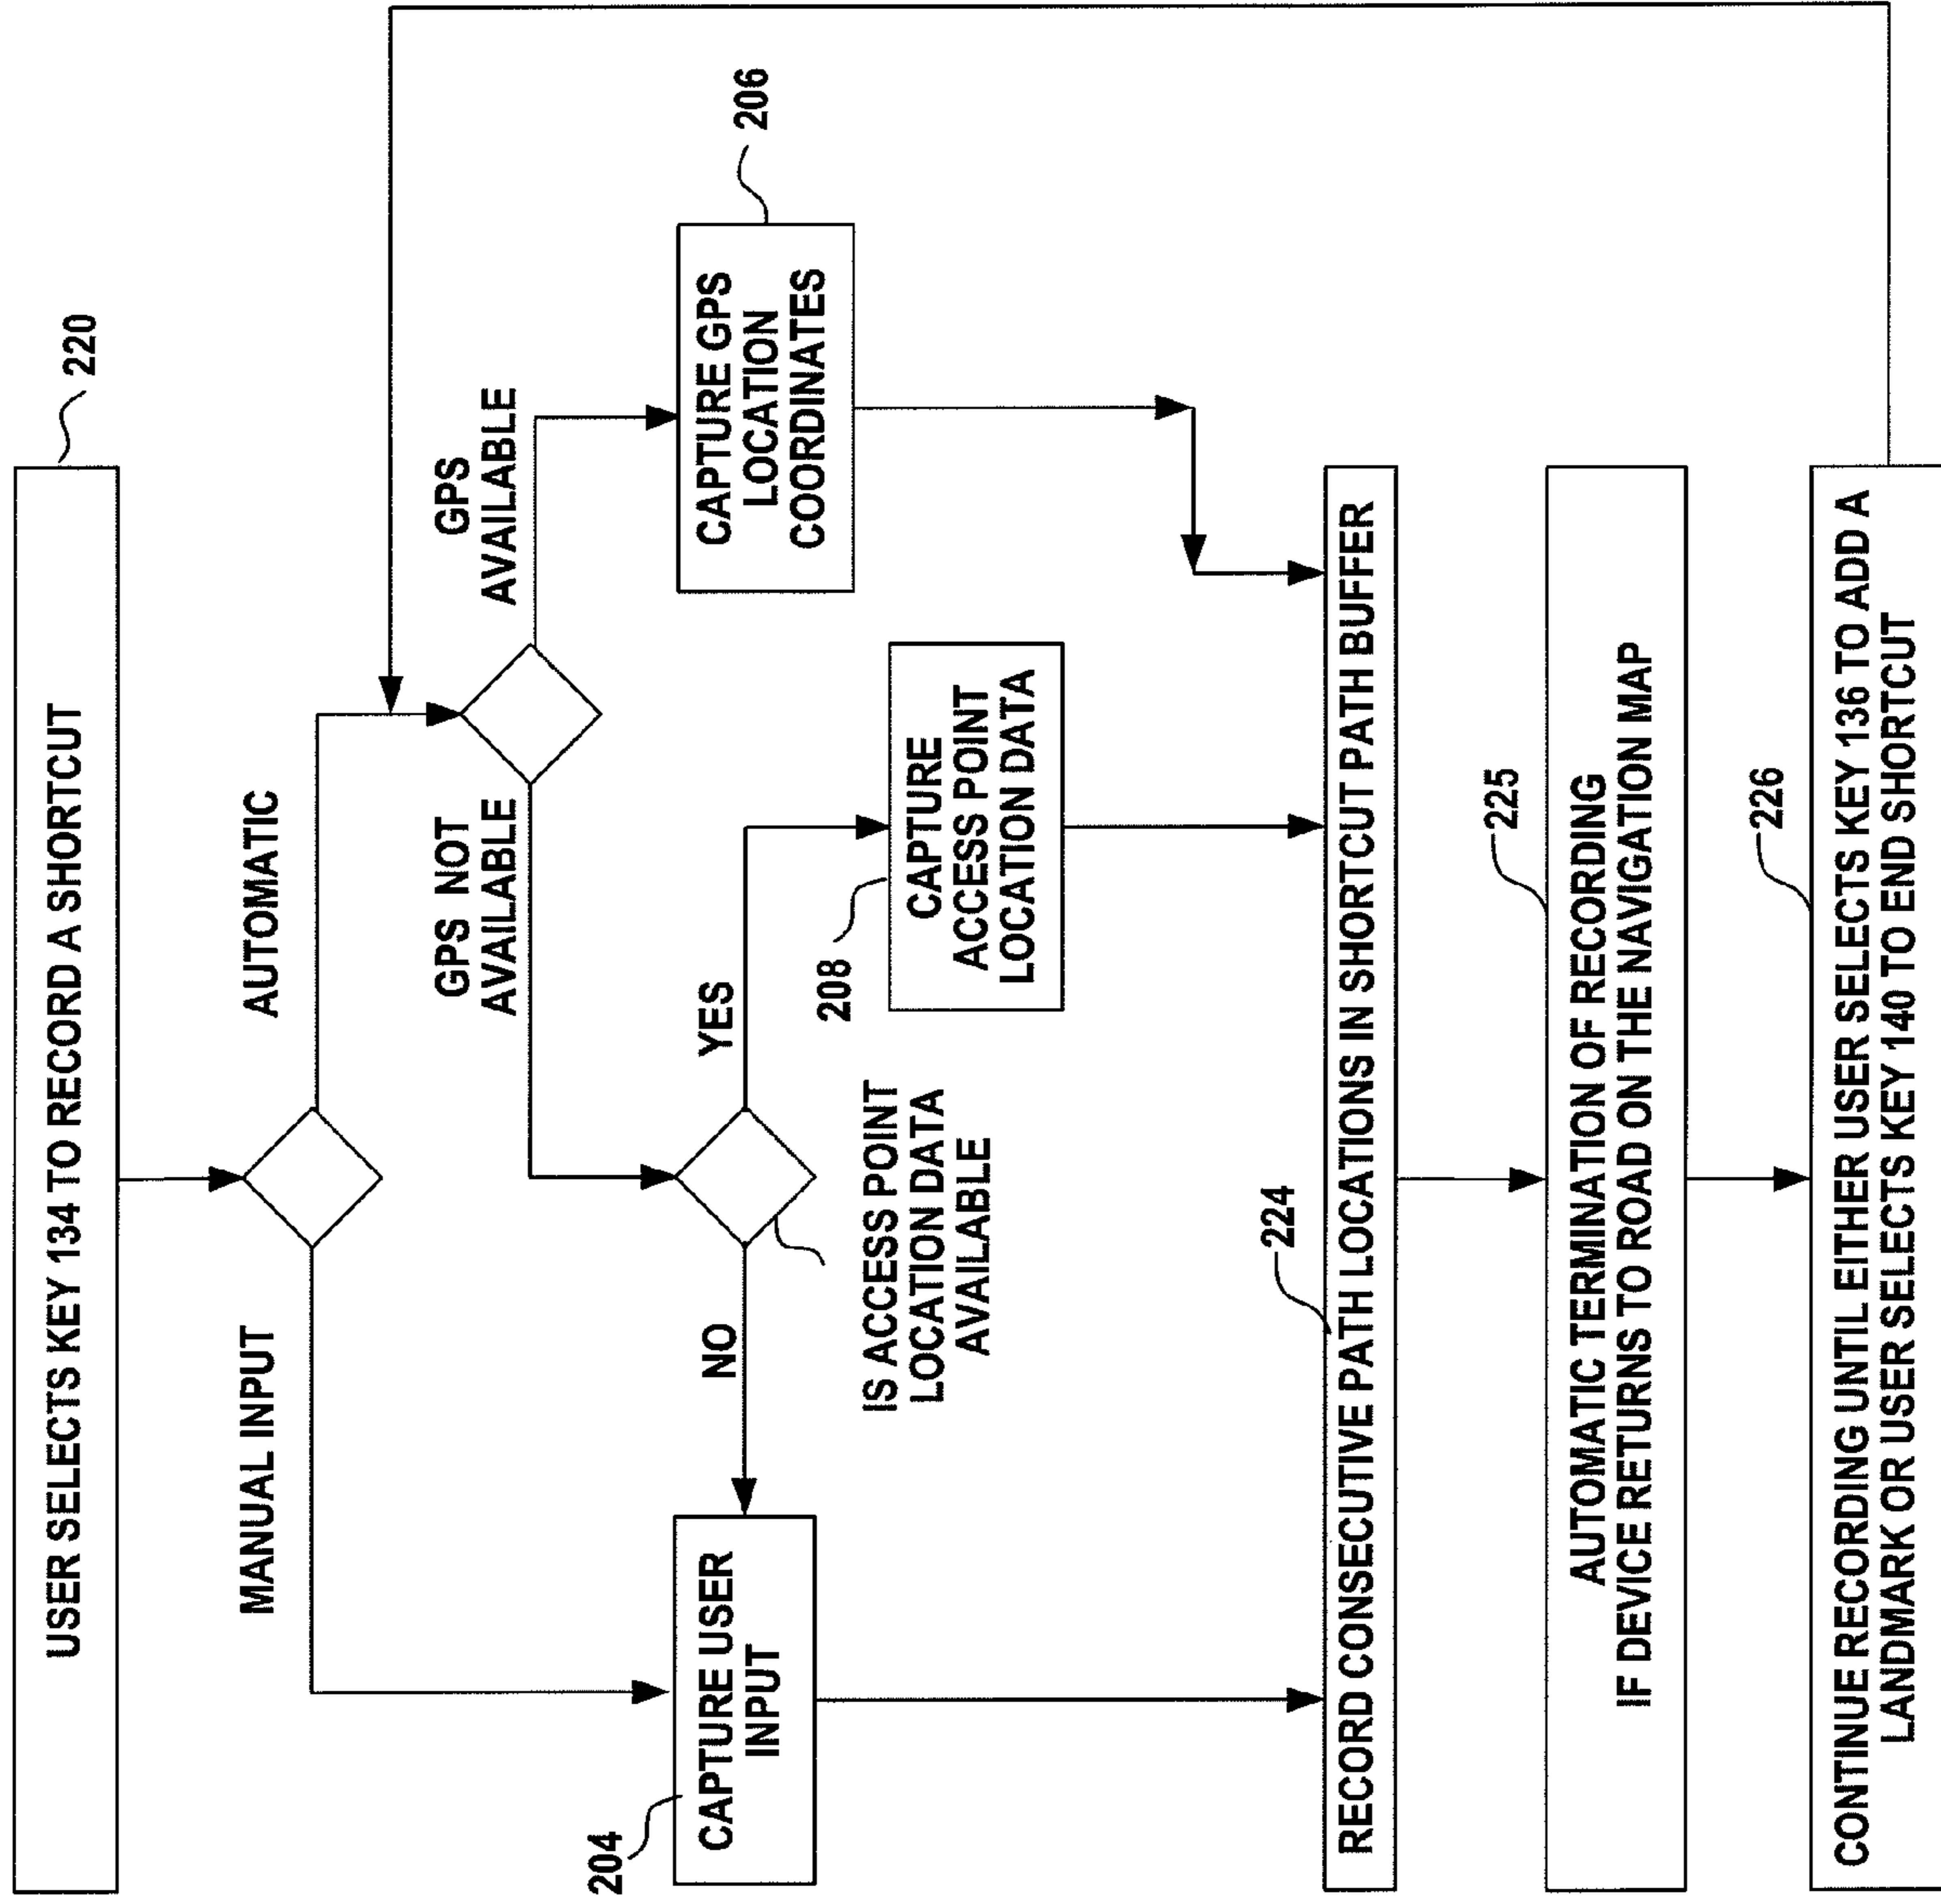 USER SELECTS KEY 134 TO RECORD A SHORTCUT
220
MANUAL INPUT
AUTOMATIC
GPS NOT
AVAILABLE
GPS
AVAILABLE
204
CAPTURE USER
INPUT
NO
YES
IS ACCESS POINT
LOCATION DATA
AVAILABLE
208
CAPTURE
ACCESS POINT
LOCATION DATA
CAPTURE GPS
LOCATION
COORDINATES
206
224
RECORD CONSECUTIVE PATH LOCATIONS IN SHORTCUT PATH BUFFER
225
AUTOMATIC TERMINATION OF RECORDING
IF DEVICE RETURNS TO ROAD ON THE NAVIGATION MAP
226
CONTINUE RECORDING UNTIL EITHER USER SELECTS KEY 136 TO ADD A
LANDMARK OR USER SELECTS KEY 140 TO END SHORTCUT